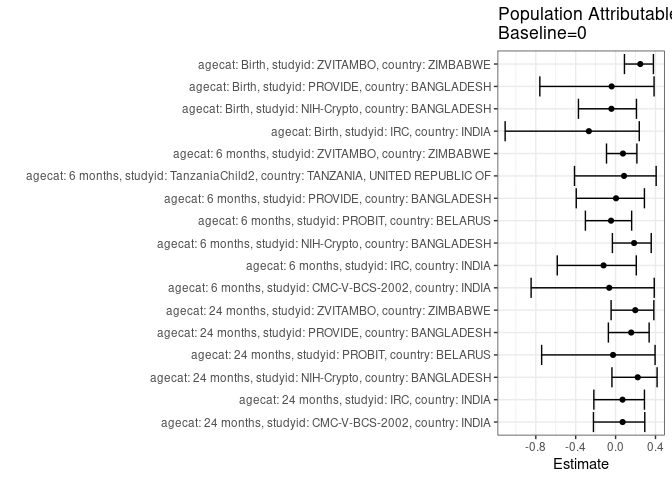 Population Attributable
Baseline=0
agecat: Birth, studyid: ZVITAMBO, country: ZIMBABWE
agecat: Birth, studyid: PROVIDE, country: BANGLADESH
agecat: Birth, studyid: NIH-Crypto, country: BANGLADESH
agecat: Birth, studyid: IRC, country: INDIA
agecat: 6 months, studyid: ZVITAMBO, country: ZIMBABWE
agecat: 6 months, studyid: TanzaniaChild2, country: TANZANIA, UNITED REPUBLIC OF
agecat: 6 months, studyid: PROVIDE, country: BANGLADESH
agecat: 6 months, studyid: PROBIT, country: BELARUS
agecat: 6 months, studyid: NIH-Crypto, country: BANGLADESH
agecat: 6 months, studyid: IRC, country: INDIA
agecat: 6 months, studyid: CMC-V-BCS-2002, country: INDIA
agecat: 24 months, studyid: ZVITAMBO, country: ZIMBABWE
agecat: 24 months, studyid: PROVIDE, country: BANGLADESH
agecat: 24 months, studyid: PROBIT, country: BELARUS
agecat: 24 months, studyid: NIH-Crypto, country: BANGLADESH
agecat: 24 months, studyid: IRC, country: INDIA
agecat: 24 months, studyid: CMC-V-BCS-2002, country: INDIA
-0.8 -0.4 0.0 0.4
Estimate